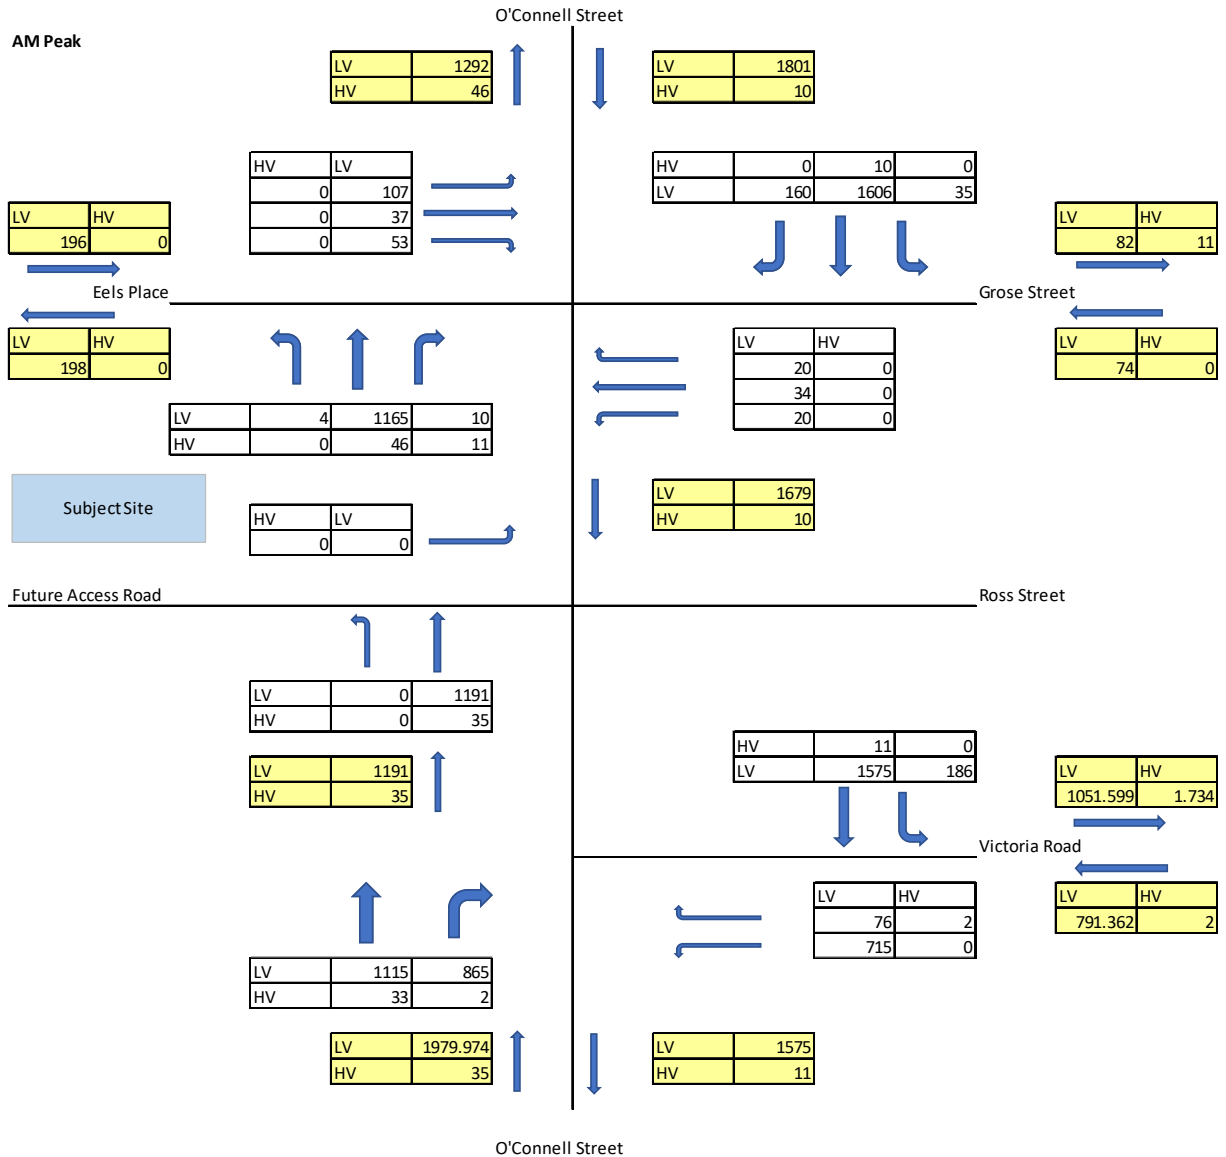 O'Connell Street
AM Peak
LV 1292
HV 46
LV 1801
HV 10
HV LV
0 107
0 37
0 53
HV 0 10 0
LV 160 1606 35
LV HV
196 0
LV HV
82 11
Eels Place
Grose Street
LV HV
198 0
LV HV
20 0
34 0
20 0
LV HV
74 0
LV 4 1165 10
HV 0 46 11
Subject Site
HV LV
0 0
LV 1679
HV 10
Future Access Road
Ross Street
LV 0 1191
HV 0 35
LV 1191
HV 35
HV 11 0
LV 1575 186
LV HV
1051.599 1.734
Victoria Road
LV HV
76 2
715 0
LV HV
791.362 2
LV 1115 865
HV 33 2
LV 1979.974
HV 35
LV 1575
HV 11
O'Connell Street